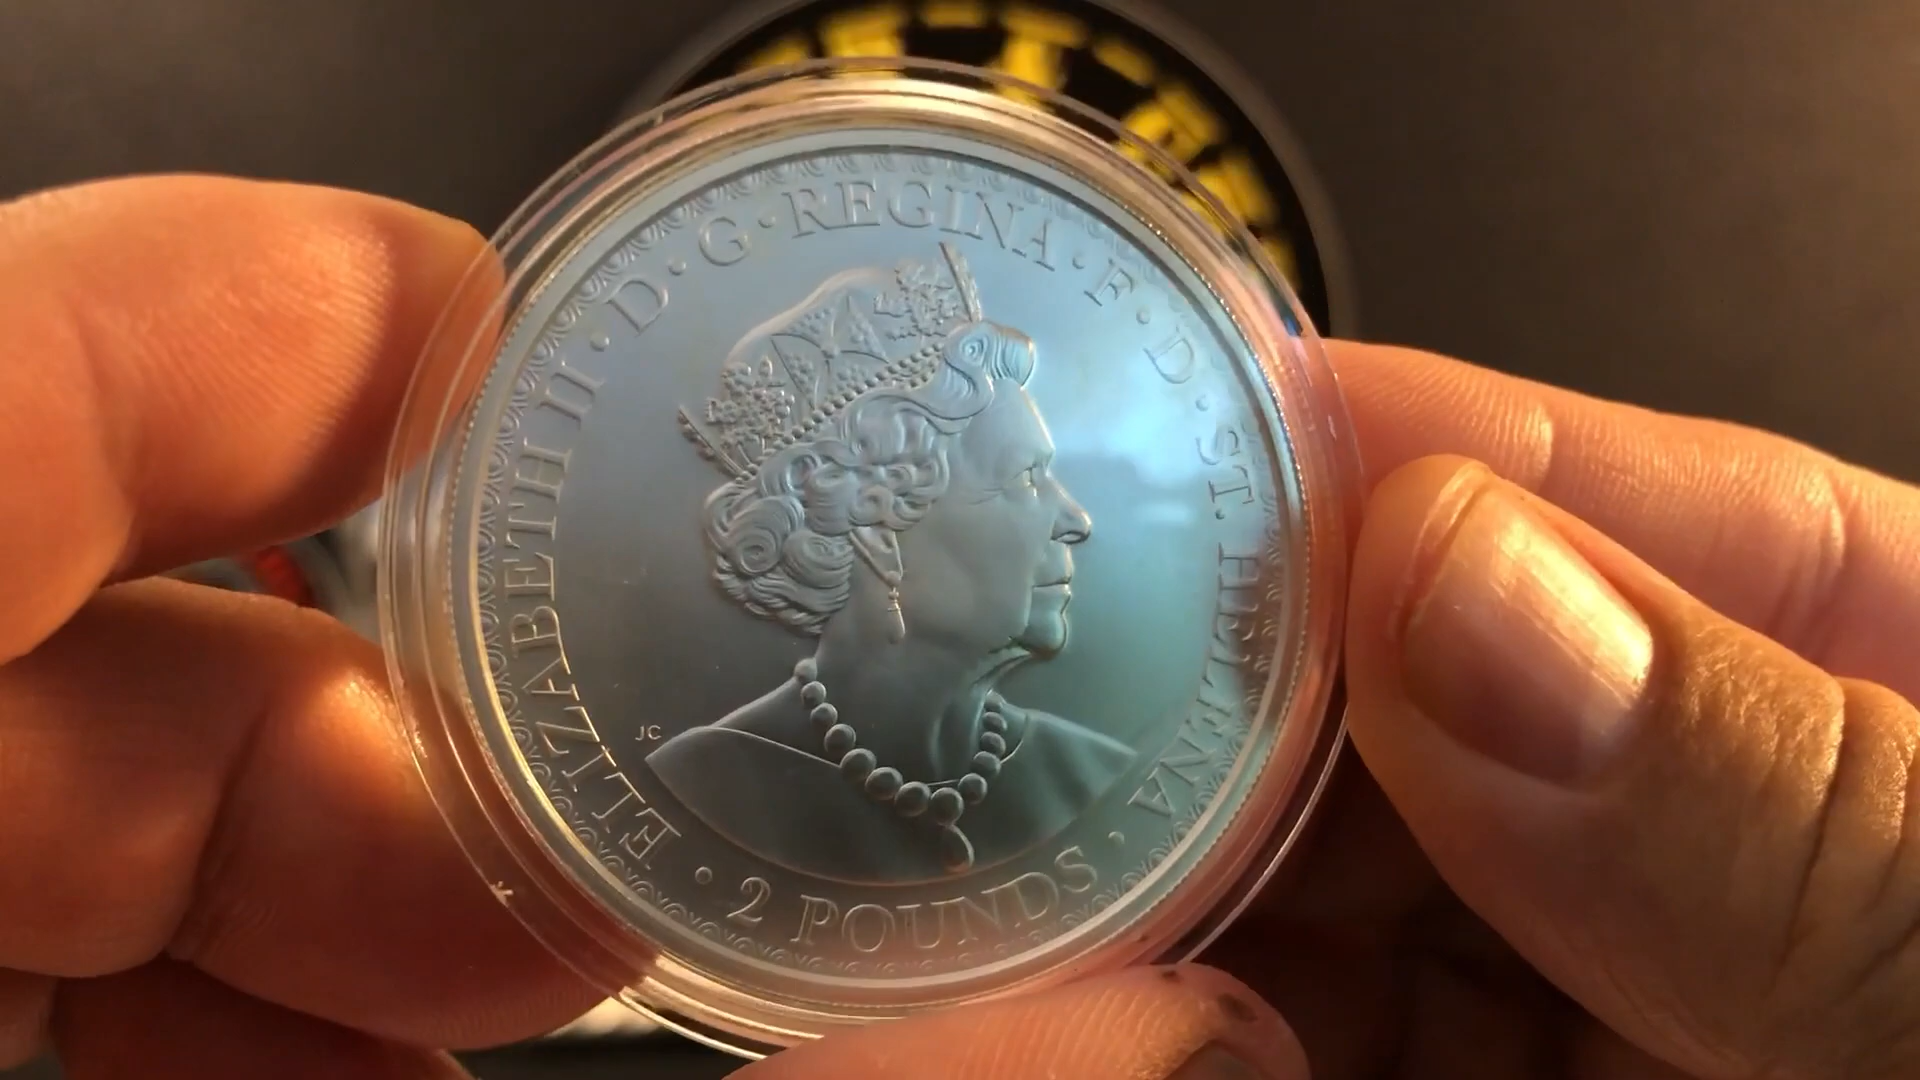 ELIZABETH II · D · G · REGINA · F · D · ST. HELENA ·
2 POUNDS ·
JC